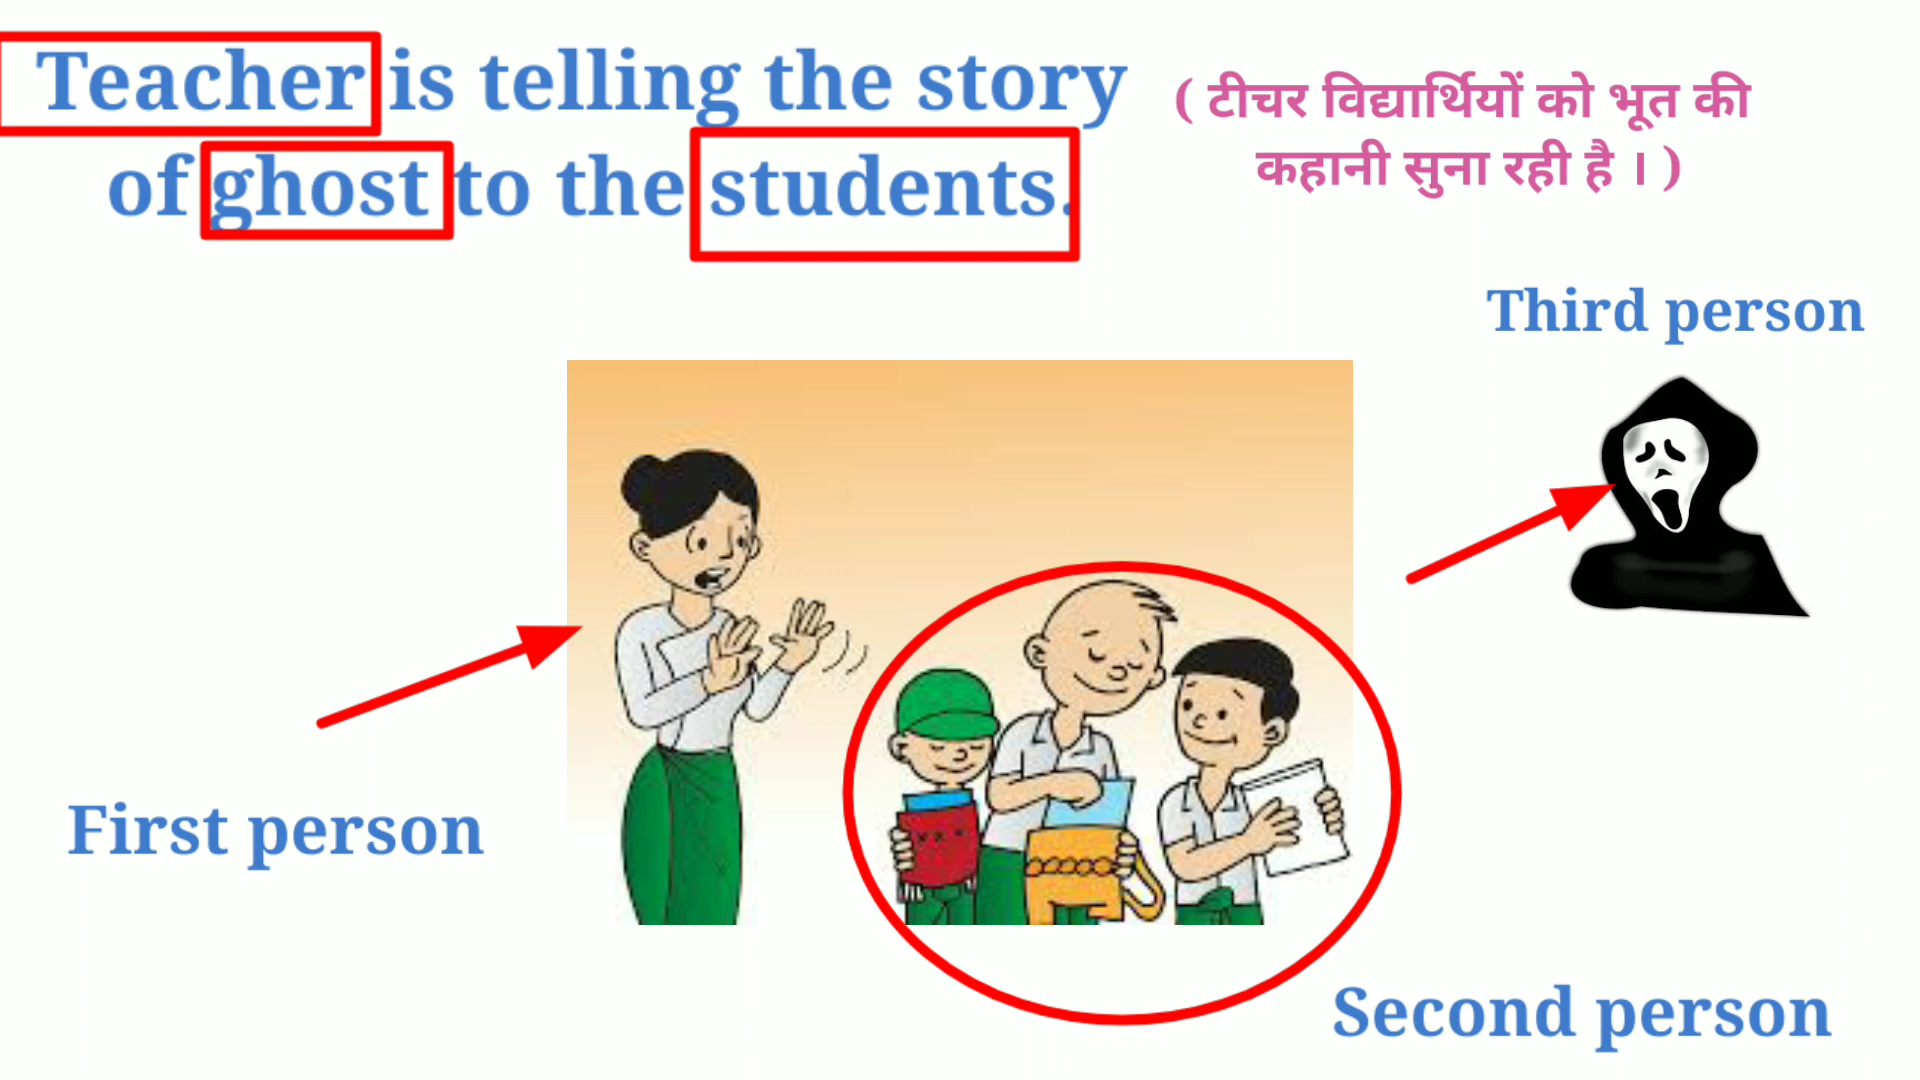 Teacher is telling the story
of ghost to the students.
( टीचर विद्यार्थियों को भूत की
कहानी सुना रही है । )
Third person
First person
Second person